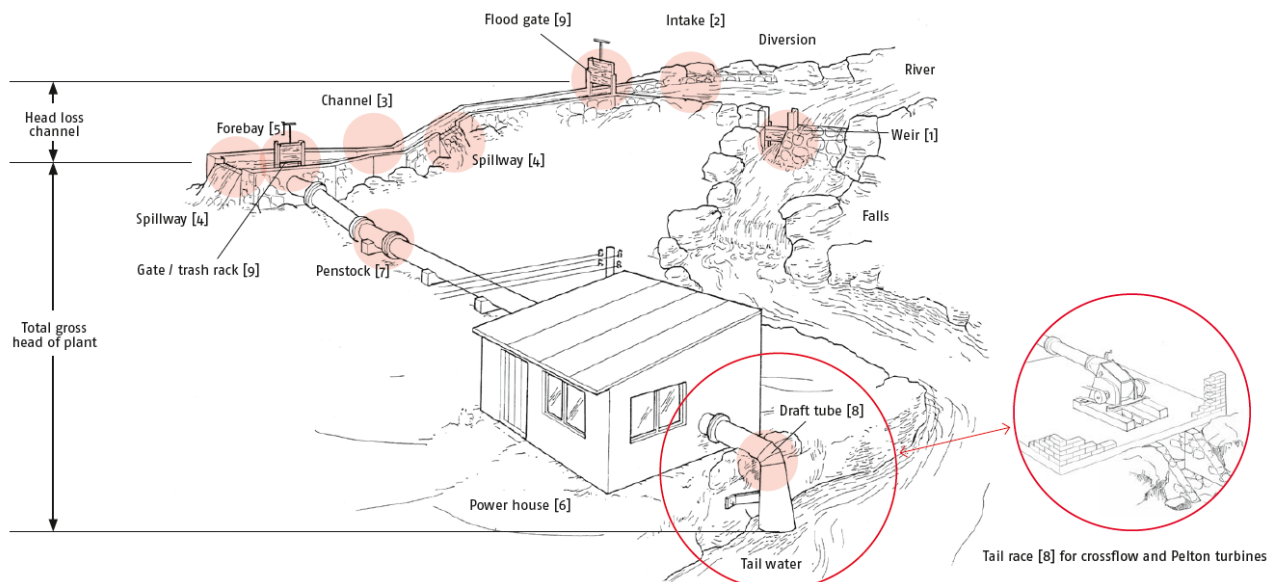 Flood gate [9]
Intake [2]
Diversion
River
Head loss
channel
Channel [3]
Forebay [5]
Weir [1]
Spillway [4]
Spillway [4]
Falls
Gate / trash rack [9]
Penstock [7]
Total gross
head of plant
Draft tube [8]
Power house [6]
Tail water
Tail race [8] for crossflow and Pelton turbines